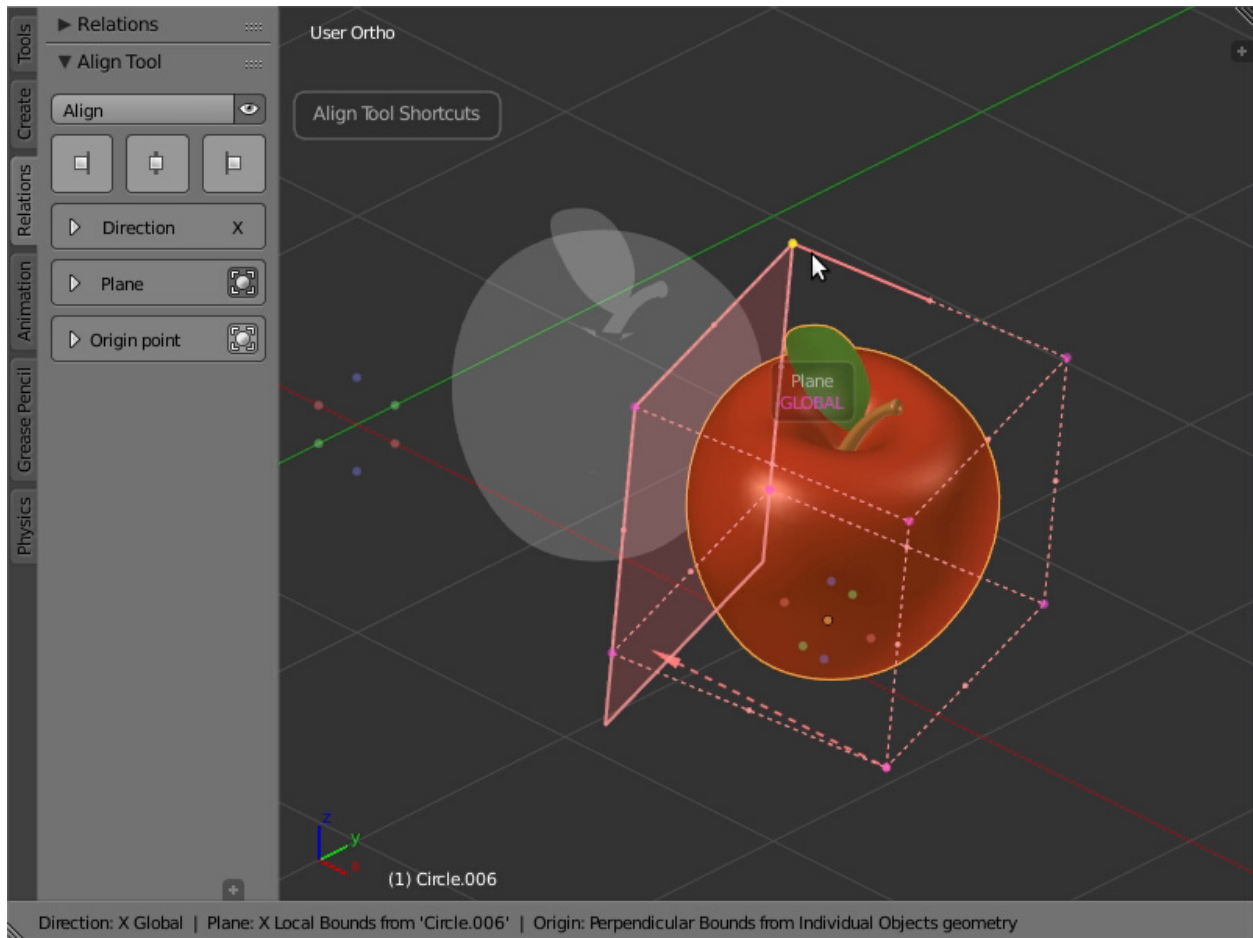 Tools
Create
Relations
Animation
Grease Pencil
Physics
Relations
Align Tool
Align
Direction X
Plane
Origin point
User Ortho
Align Tool Shortcuts
Plane
GLOBAL
z
y
x
(1) Circle.006
Direction: X Global | Plane: X Local Bounds from 'Circle.006' | Origin: Perpendicular Bounds from Individual Objects geometry